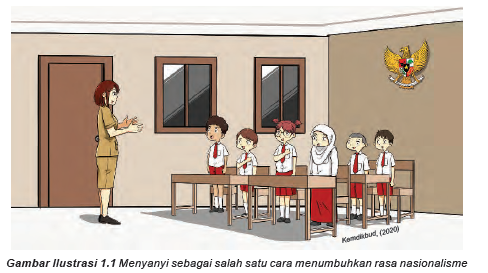 Kemdikbud, (2020)
Gambar Ilustrasi 1.1 Menyanyi sebagai salah satu cara menumbuhkan rasa nasionalisme